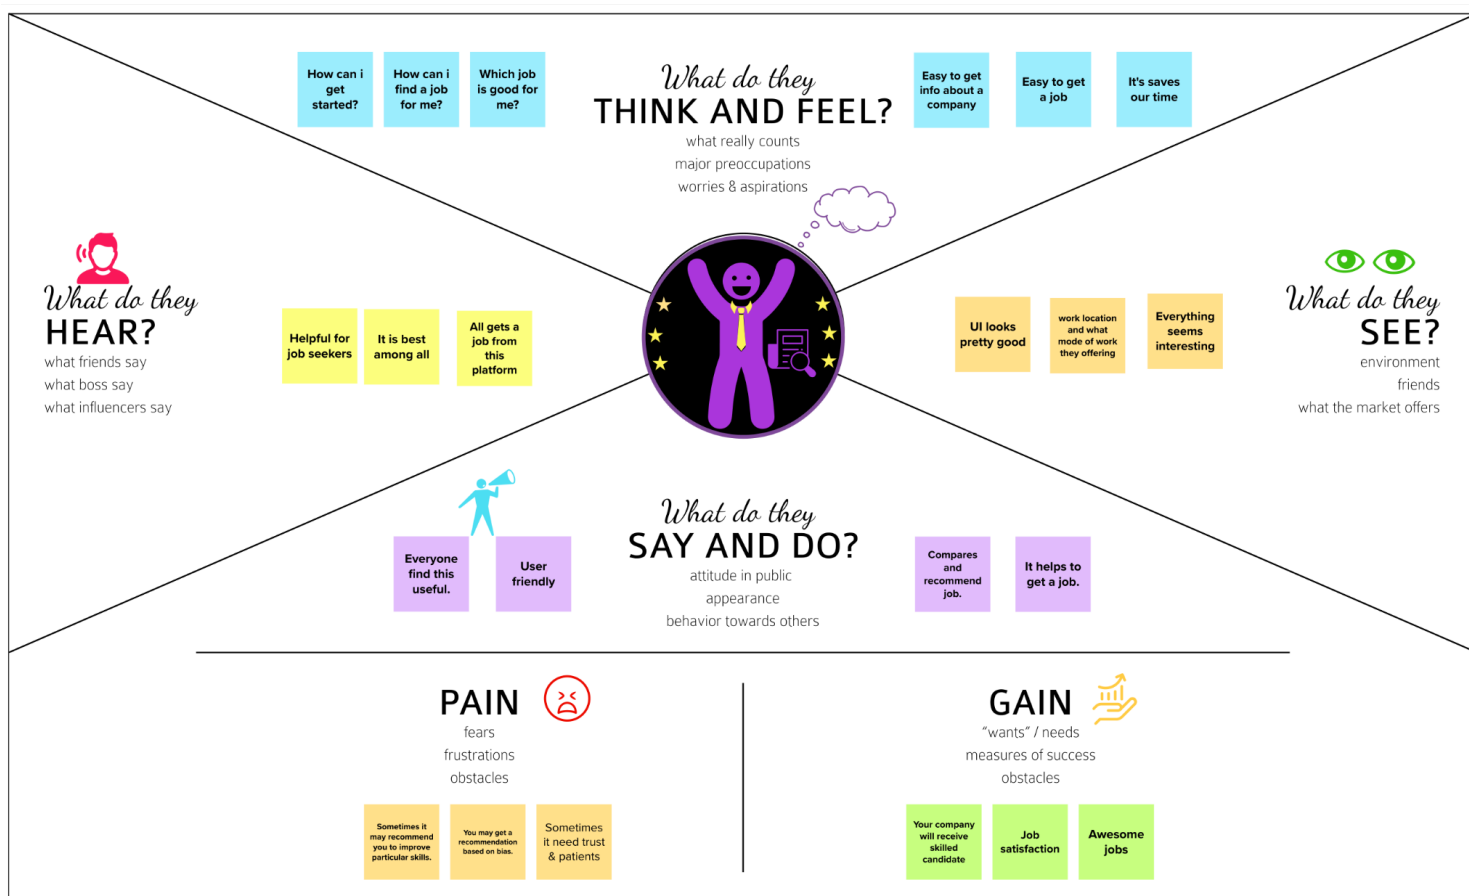 How can i
get
started?
How can i
find a job
for me?
Which job
is good for
me?
What do they
THINK AND FEEL?
what really counts
major preoccupations
worries & aspirations
Easy to get
info about a
company
Easy to get
a job
It's saves
our time
What do they
HEAR?
what friends say
what boss say
what influencers say
Helpful for
job seekers
It is best
among all
All gets a
job from
this
platform
UI looks
pretty good
work location
and what
mode of work
they offering
Everything
seems
interesting
What do they
SEE?
environment
friends
what the market offers
Everyone
find this
useful.
User
friendly
What do they
SAY AND DO?
attitude in public
appearance
behavior towards others
Compares
and
recommend
job.
It helps to
get a job.
PAIN
fears
frustrations
obstacles
Sometimes it
may recommend
you to improve
particular skills.
You may get a
recommendation
based on bias.
Sometimes
it need trust
& patients
GAIN
“wants” / needs
measures of success
obstacles
Your company
will receive
skilled
candidate
Job
satisfaction
Awesome
jobs